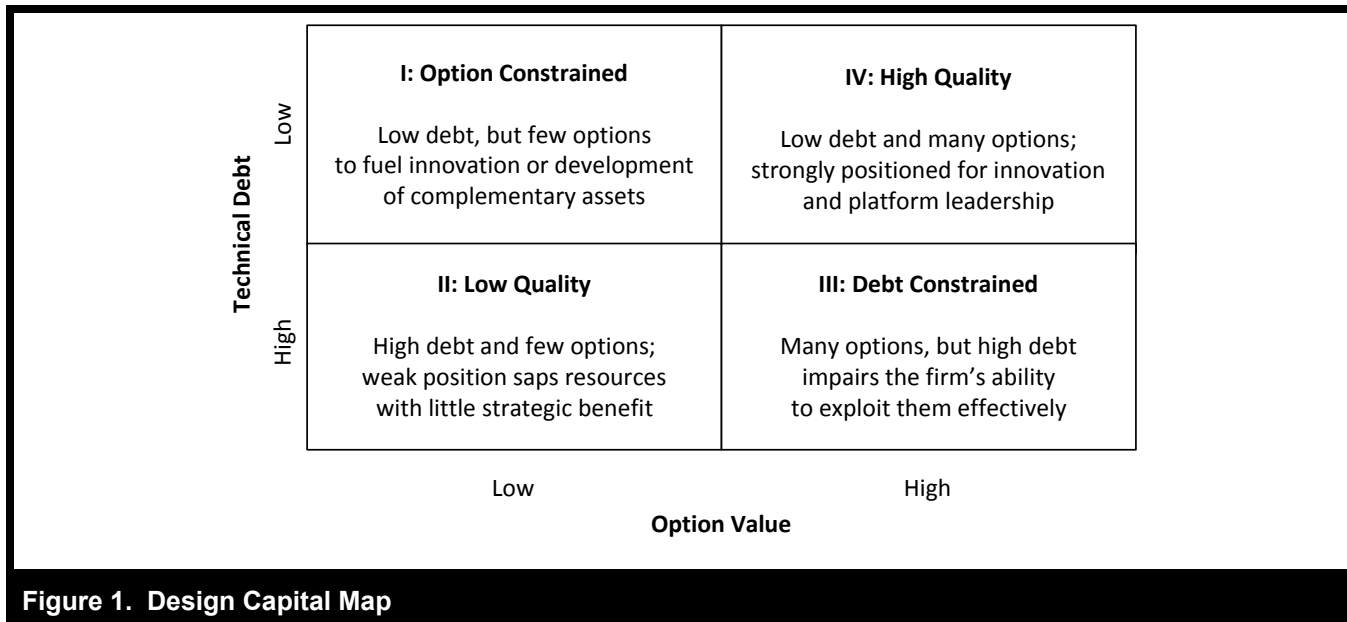 Technical Debt
Low
High
I: Option Constrained
Low debt, but few options
to fuel innovation or development
of complementary assets
IV: High Quality
Low debt and many options;
strongly positioned for innovation
and platform leadership
II: Low Quality
High debt and few options;
weak position saps resources
with little strategic benefit
III: Debt Constrained
Many options, but high debt
impairs the firm’s ability
to exploit them effectively
Low
High
Option Value
Figure 1. Design Capital Map